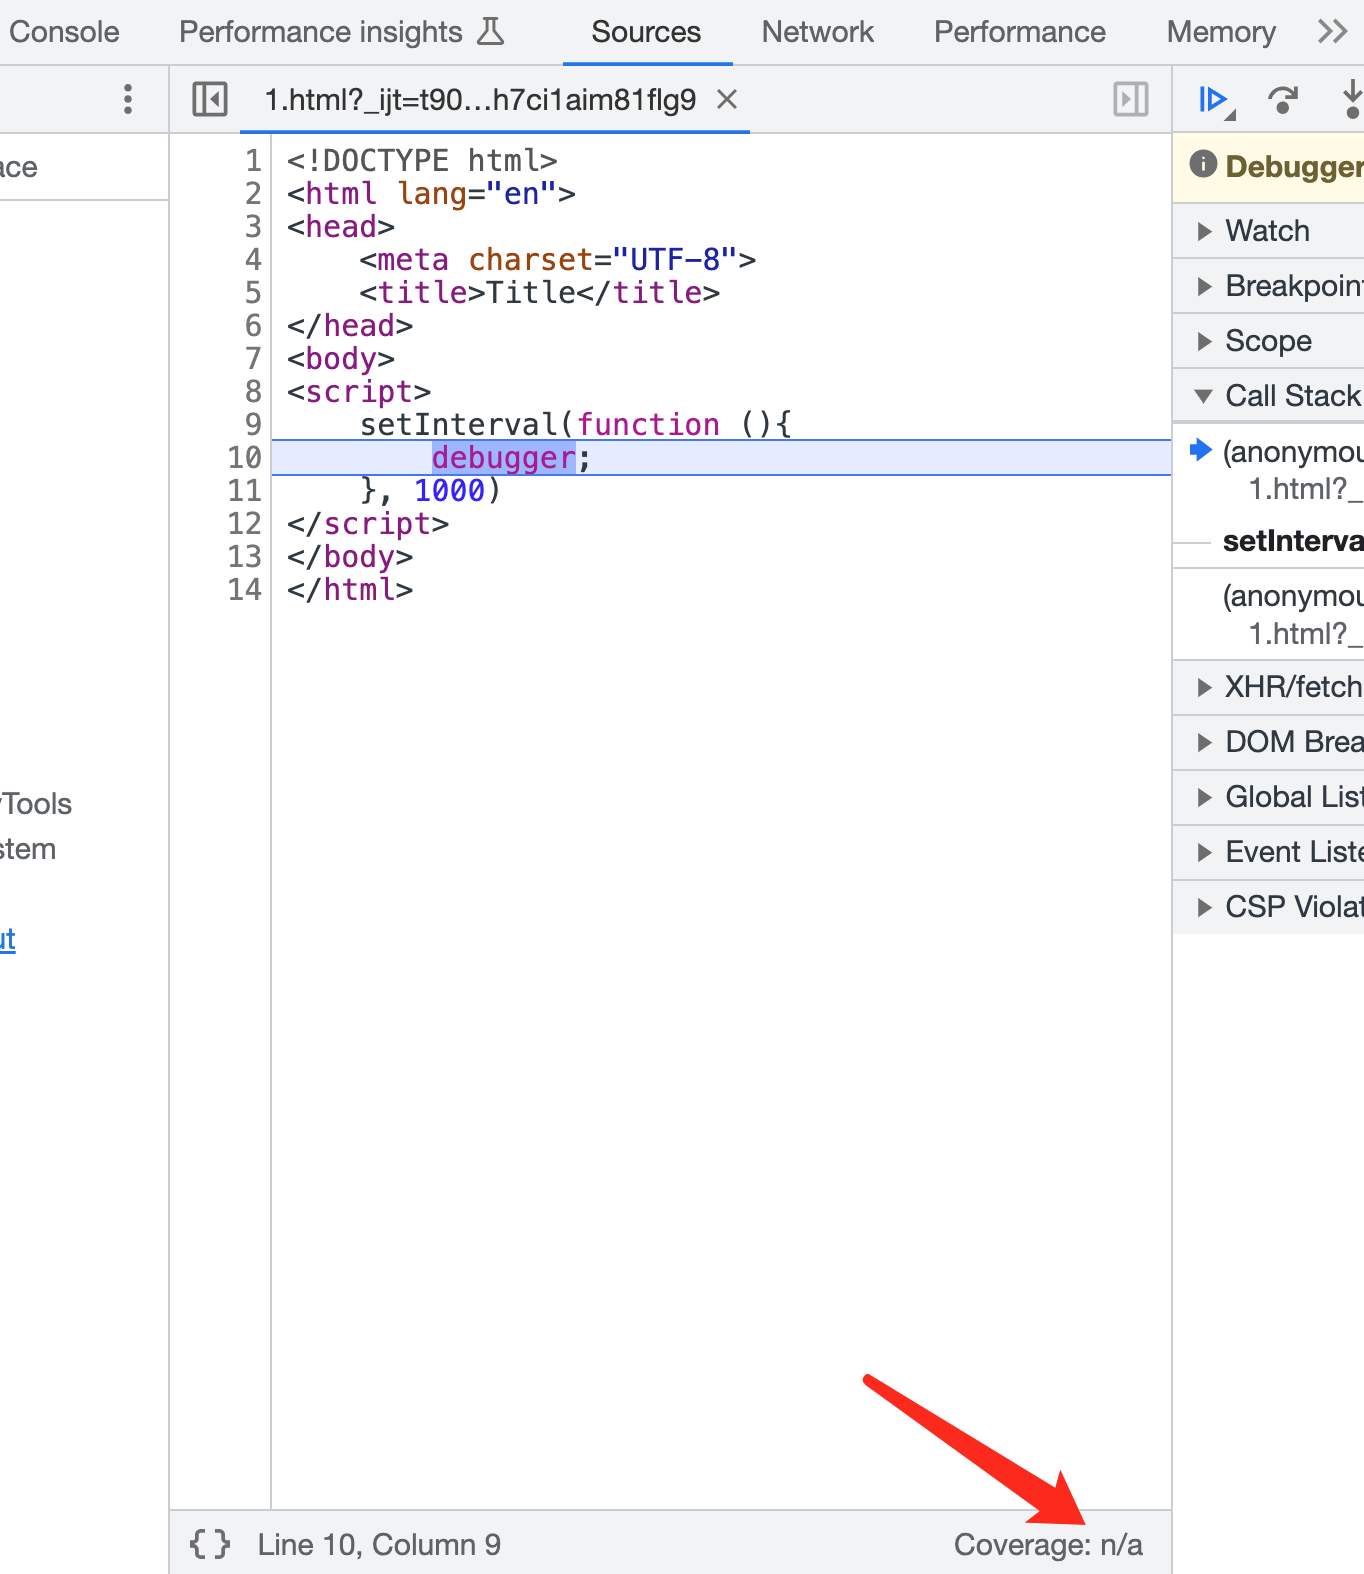 Console Performance insights Sources Network Performance Memory
1.html?_ijt=t90...h7ci1aim81flg9
ace
1 <!DOCTYPE html>
2 <html lang="en">
3 <head>
4     <meta charset="UTF-8">
5     <title>Title</title>
6 </head>
7 <body>
8 <script>
9     setInterval(function (){
10         debugger;
11     }, 1000)
12 </script>
13 </body>
14 </html>
Tools
stem
ut
{} Line 10, Column 9
Coverage: n/a
Debugger
Watch
Breakpoin
Scope
Call Stack
(anonymou
1.html?_
setInterva
(anonymou
1.html?_
XHR/fetch
DOM Brea
Global List
Event Liste
CSP Violat